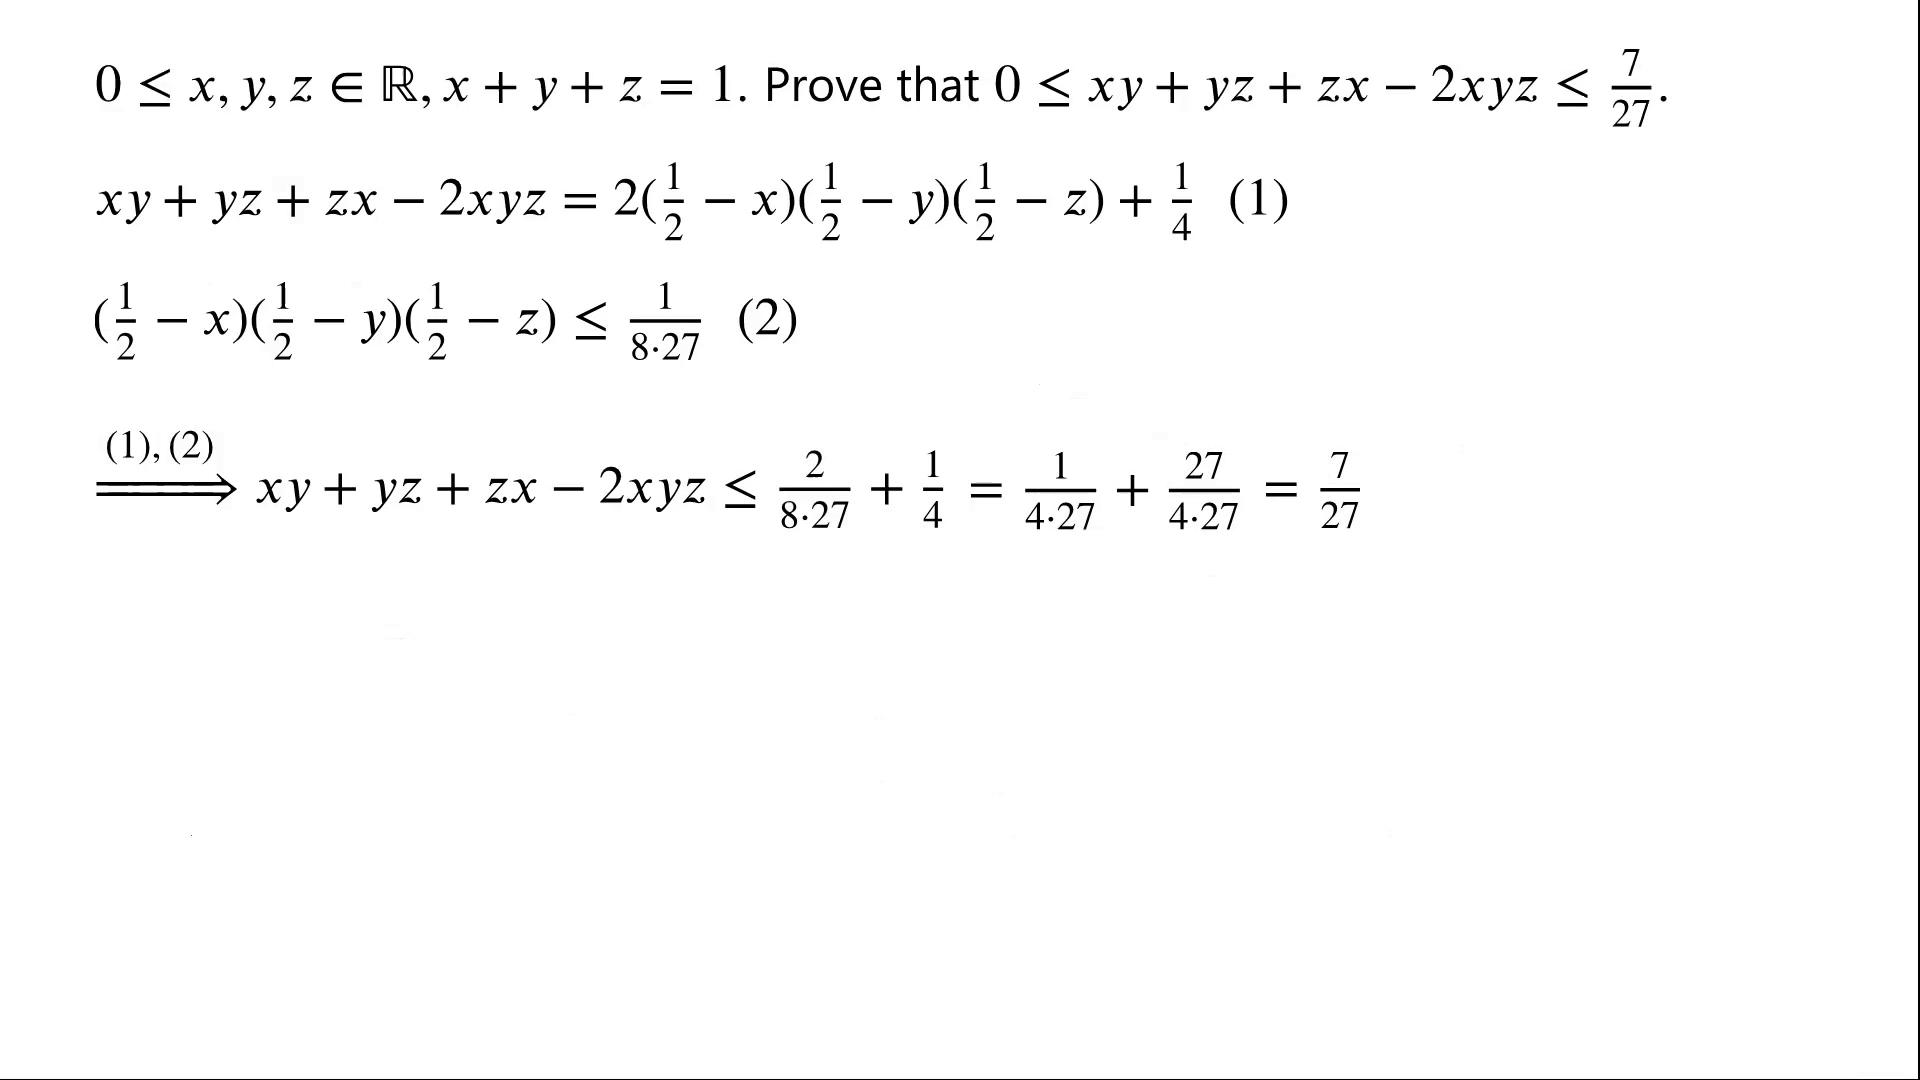 0 ≤ x, y, z ∈ ℝ, x + y + z = 1. Prove that 0 ≤ xy + yz + zx − 2xyz ≤ 7/27.
xy + yz + zx − 2xyz = 2(1/2 − x)(1/2 − y)(1/2 − z) + 1/4 (1)
(1/2 − x)(1/2 − y)(1/2 − z) ≤ 1/(8·27) (2)
(1), (2)
⟹ xy + yz + zx − 2xyz ≤ 2/(8·27) + 1/4 = 1/(4·27) + 27/(4·27) = 7/27